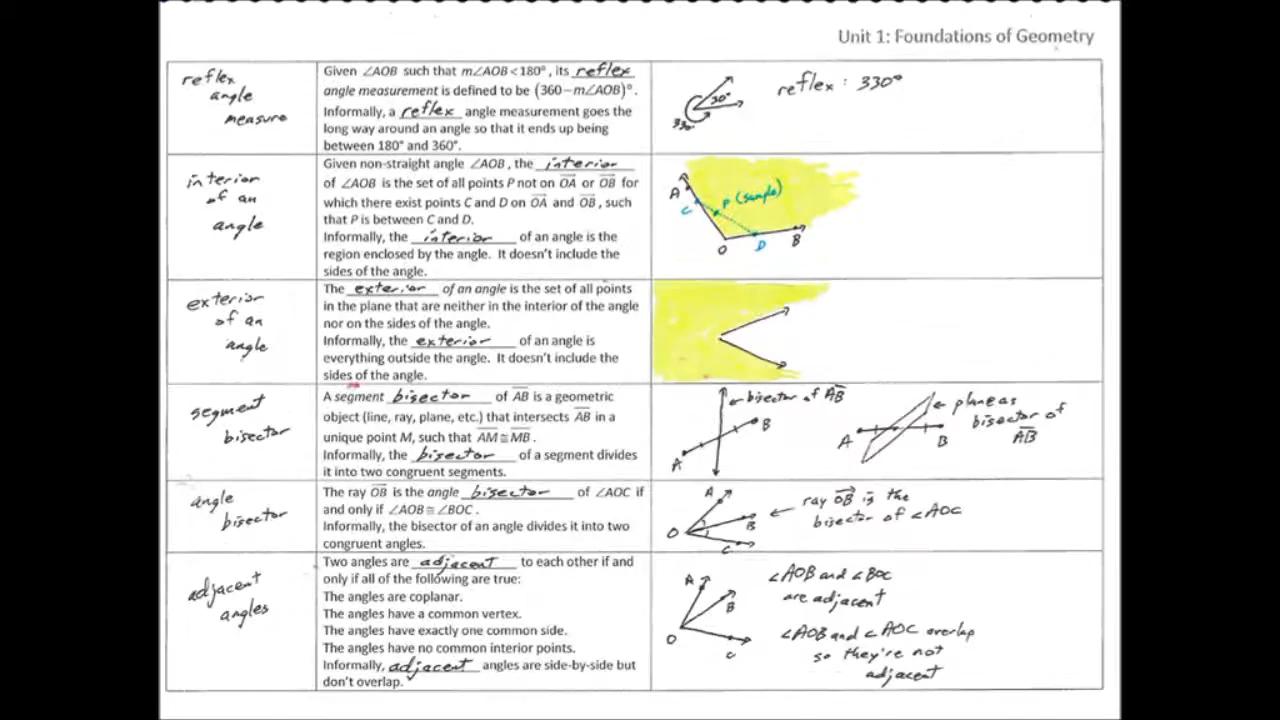 Unit 1: Foundations of Geometry
reflex
angle
measure
Given ∠AOB such that m∠AOB<180°, its reflex
angle measurement is defined to be (360−m∠AOB)°.
Informally, a reflex angle measurement goes the
long way around an angle so that it ends up being
between 180° and 360°.
30°
330°
reflex: 330°
interior
of an
angle
Given non-straight angle ∠AOB, the interior
of ∠AOB is the set of all points P not on OA or OB for
which there exist points C and D on OA and OB, such
that P is between C and D.
Informally, the interior of an angle is the
region enclosed by the angle. It doesn't include the
sides of the angle.
A
C
P (sample)
O
D
B
exterior
of an
angle
The exterior of an angle is the set of all points
in the plane that are neither in the interior of the angle
nor on the sides of the angle.
Informally, the exterior of an angle is
everything outside the angle. It doesn't include the
sides of the angle.
segment
bisector
A segment bisector of AB is a geometric
object (line, ray, plane, etc.) that intersects AB in a
unique point M, such that AM ≅ MB.
Informally, the bisector of a segment divides
it into two congruent segments.
bisector of AB
A
B
plane as
bisector of
AB
A
B
angle
bisector
The ray OB is the angle bisector of ∠AOC if
and only if ∠AOB ≅ ∠BOC.
Informally, the bisector of an angle divides it into two
congruent angles.
A
O
B
C
ray OB is the
bisector of ∠AOC
adjacent
angles
Two angles are adjacent to each other if and
only if all of the following are true:
The angles are coplanar.
The angles have a common vertex.
The angles have exactly one common side.
The angles have no common interior points.
Informally, adjacent angles are side-by-side but
don't overlap.
A
B
O
C
∠AOB and ∠BOC
are adjacent
∠AOB and ∠AOC overlap
so they're not
adjacent